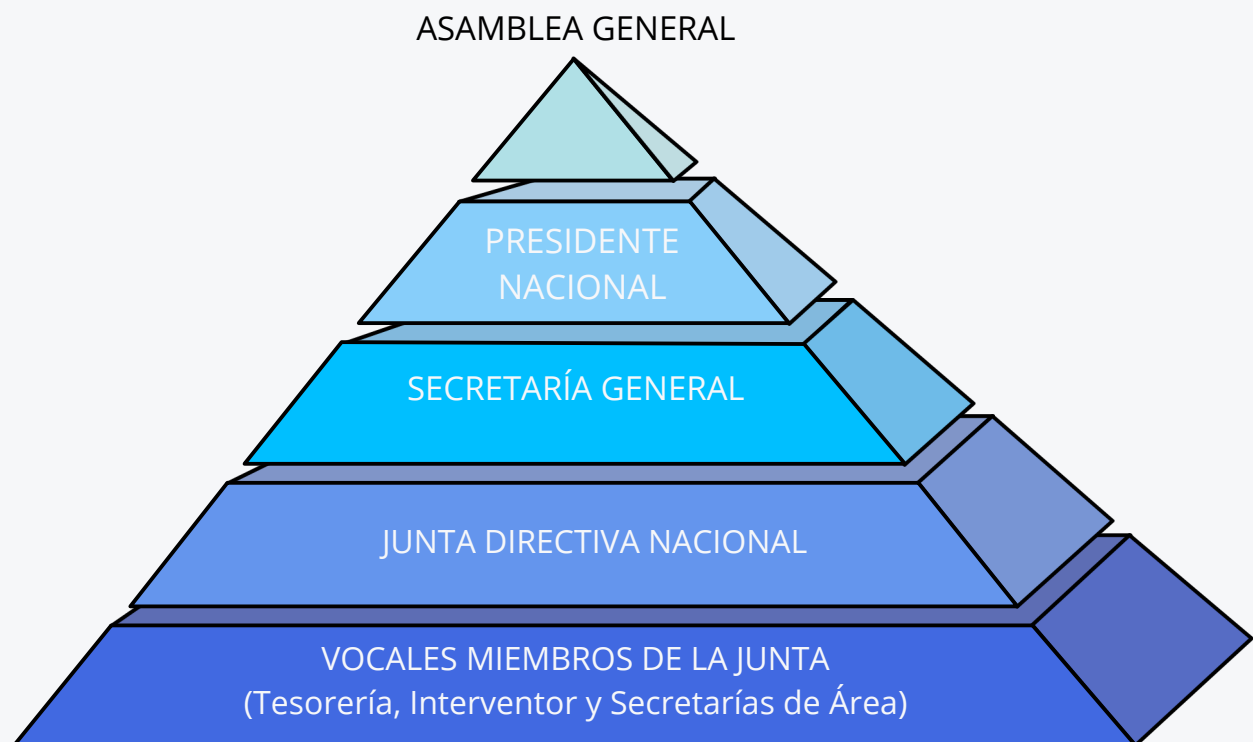 ASAMBLEA GENERAL
PRESIDENTE
NACIONAL
SECRETARÍA GENERAL
JUNTA DIRECTIVA NACIONAL
VOCALES MIEMBROS DE LA JUNTA
(Tesorería, Interventor y Secretarías de Área)